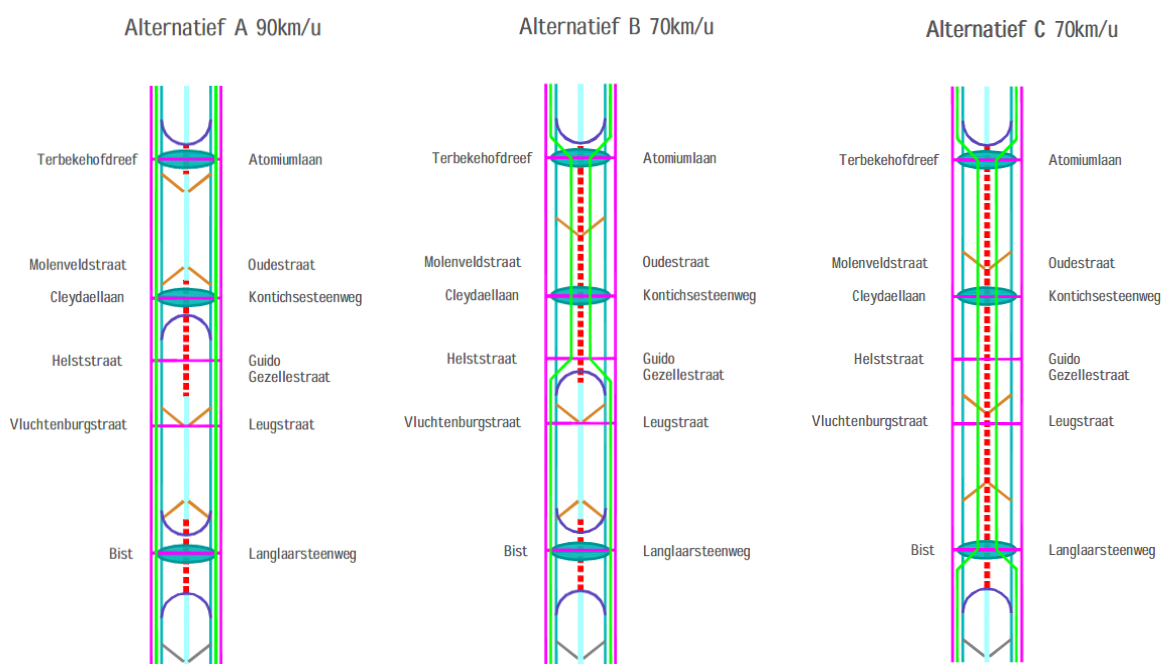 Alternatief A 90km/u
Terbekehofdreef
Atomiumlaan
Molenveldstraat
Oudestraat
Cleydaellaan
Kontichsesteenweg
Helststraat
Guido
Gezellestraat
Vluchtenburgstraat
Leugstraat
Bist
Langlaarsteenweg
Alternatief B 70km/u
Terbekehofdreef
Atomiumlaan
Molenveldstraat
Oudestraat
Cleydaellaan
Kontichsesteenweg
Helststraat
Guido
Gezellestraat
Vluchtenburgstraat
Leugstraat
Bist
Langlaarsteenweg
Alternatief C 70km/u
Terbekehofdreef
Atomiumlaan
Molenveldstraat
Oudestraat
Cleydaellaan
Kontichsesteenweg
Helststraat
Guido
Gezellestraat
Vluchtenburgstraat
Leugstraat
Bist
Langlaarsteenweg